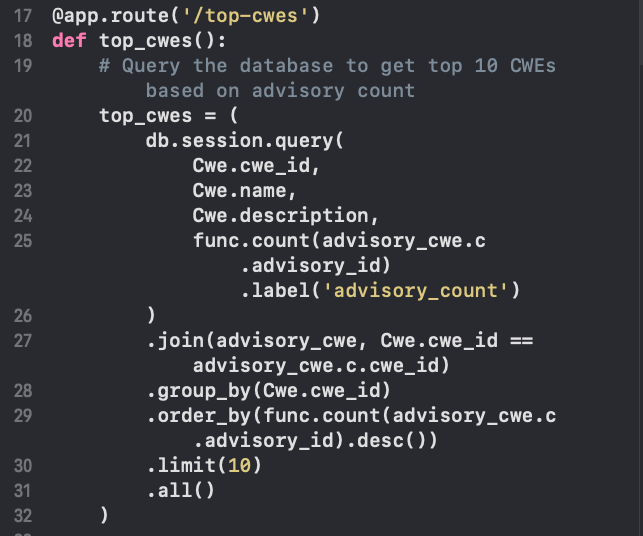 17 @app.route('/top-cwes')
18 def top_cwes():
19     # Query the database to get top 10 CWEs
            based on advisory count
20     top_cwes = (
21         db.session.query(
22             Cwe.cwe_id,
23             Cwe.name,
24             Cwe.description,
25             func.count(advisory_cwe.c
                    .advisory_id)
                    .label('advisory_count')
26         )
27         .join(advisory_cwe, Cwe.cwe_id ==
                advisory_cwe.c.cwe_id)
28         .group_by(Cwe.cwe_id)
29         .order_by(func.count(advisory_cwe.c
                .advisory_id).desc())
30         .limit(10)
31         .all()
32     )